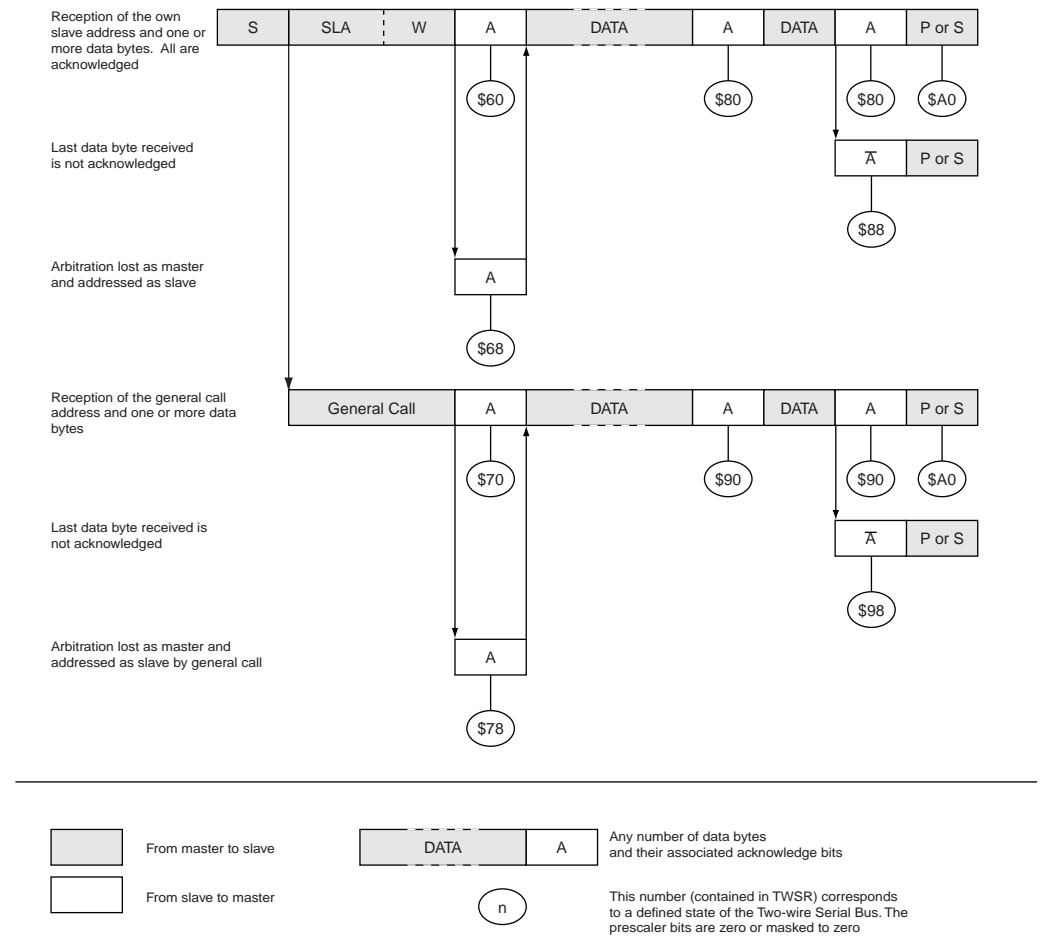 Reception of the own
slave address and one or
more data bytes. All are
acknowledged
S SLA W A DATA A DATA A P or S
$60 $80 $80 $A0
Last data byte received
is not acknowledged
A̅ P or S
$88
Arbitration lost as master
and addressed as slave
A
$68
Reception of the general call
address and one or more data
bytes
General Call A DATA A DATA A P or S
$70 $90 $90 $A0
Last data byte received is
not acknowledged
A̅ P or S
$98
Arbitration lost as master and
addressed as slave by general call
A
$78
From master to slave
DATA A
Any number of data bytes
and their associated acknowledge bits
From slave to master
n
This number (contained in TWSR) corresponds
to a defined state of the Two-wire Serial Bus. The
prescaler bits are zero or masked to zero